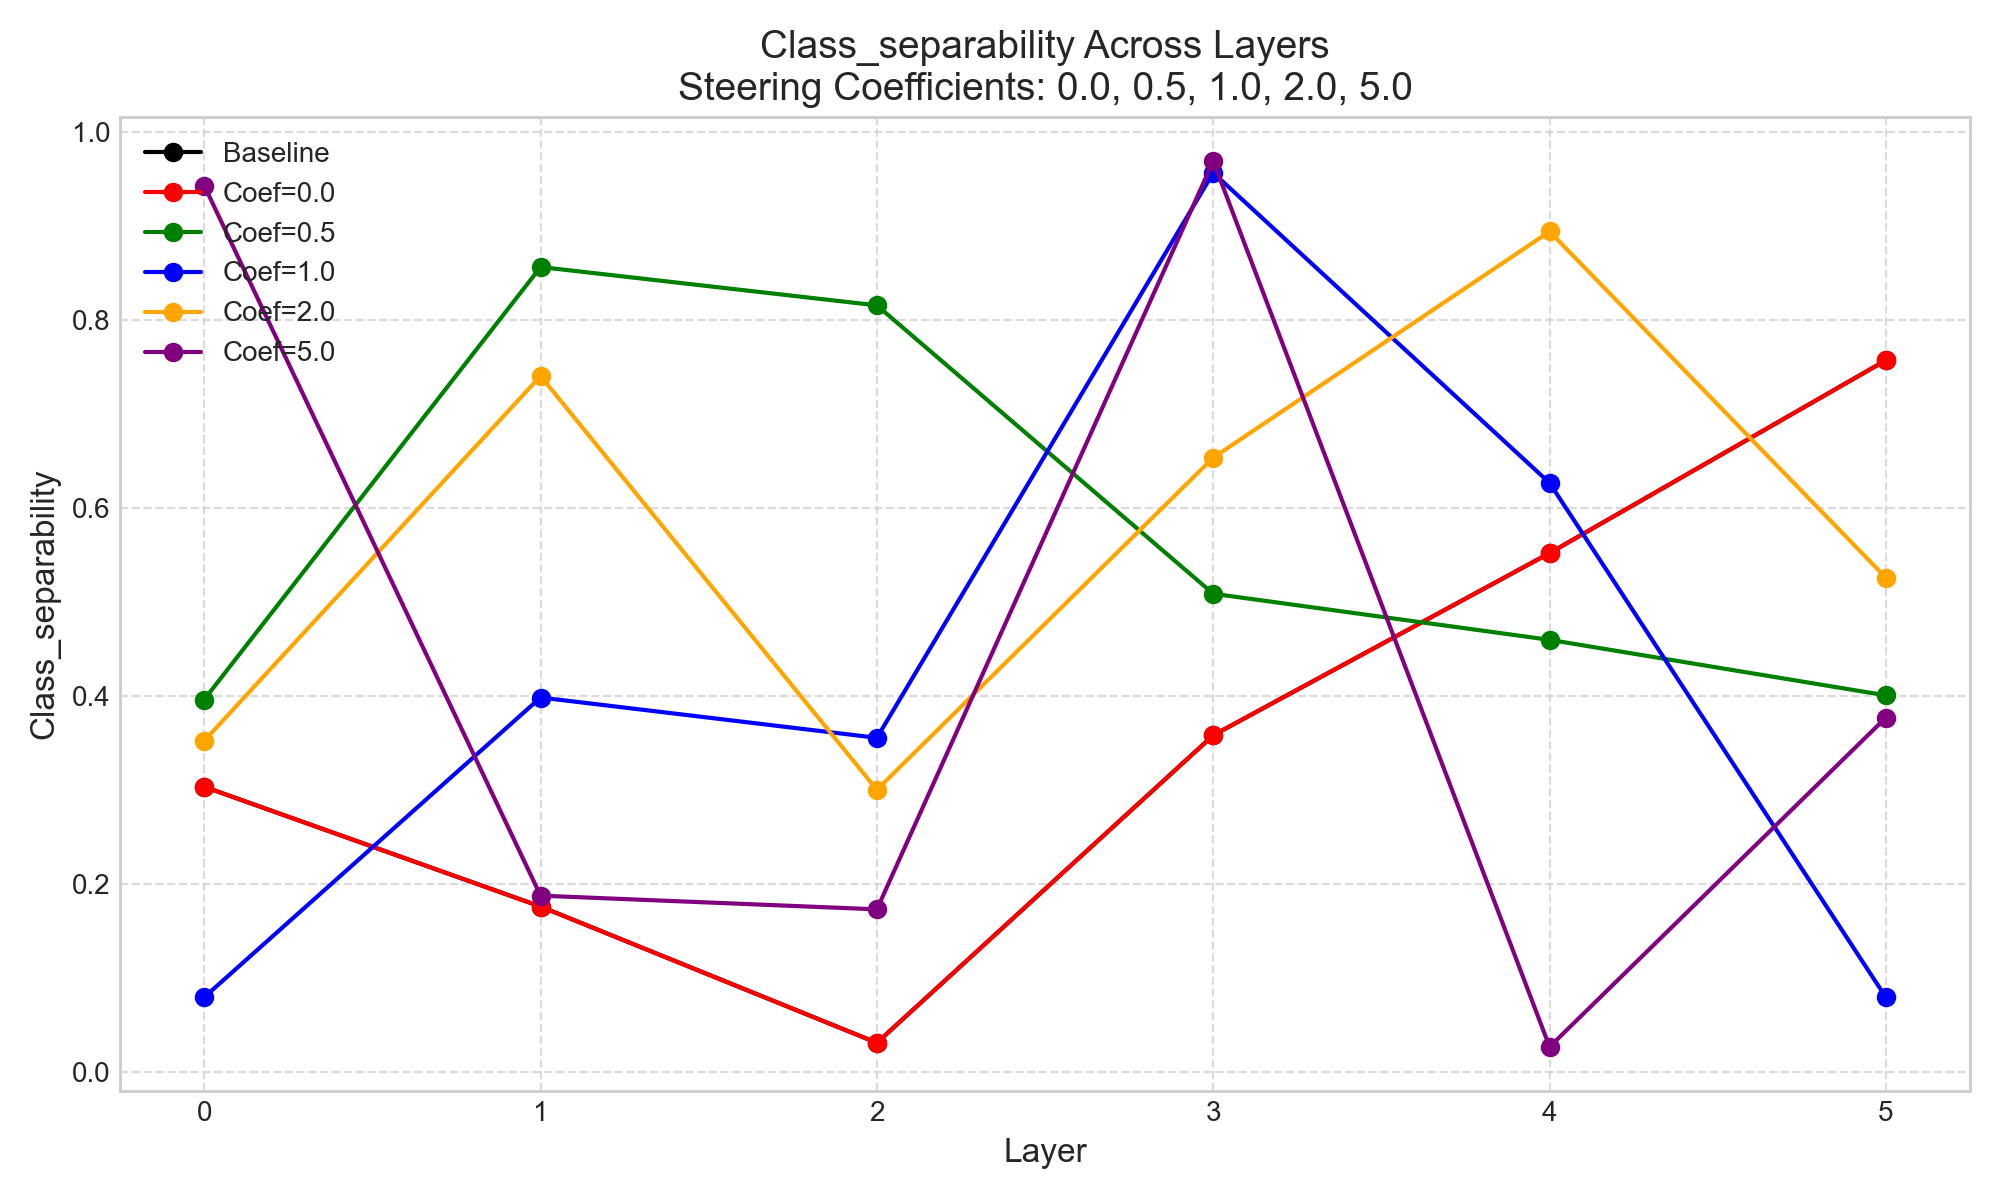 Class_separability Across Layers
Steering Coefficients: 0.0, 0.5, 1.0, 2.0, 5.0
Baseline
Coef=0.0
Coef=0.5
Coef=1.0
Coef=2.0
Coef=5.0
Class_separability
1.0
0.8
0.6
0.4
0.2
0.0
0 1 2 3 4 5
Layer